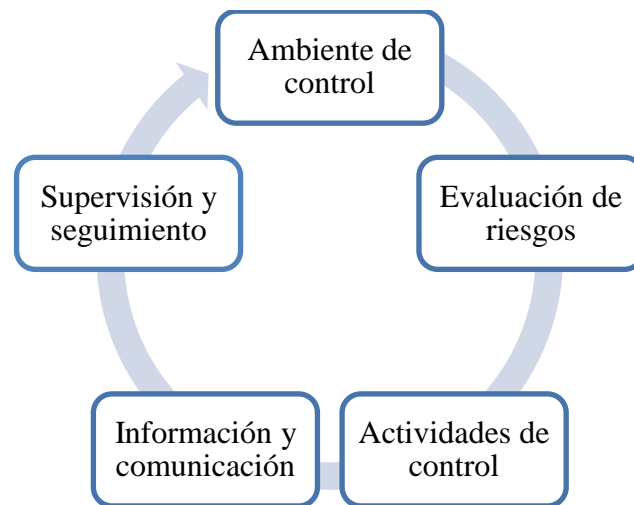 Ambiente de
control
Evaluación de
riesgos
Actividades de
control
Información y
comunicación
Supervisión y
seguimiento